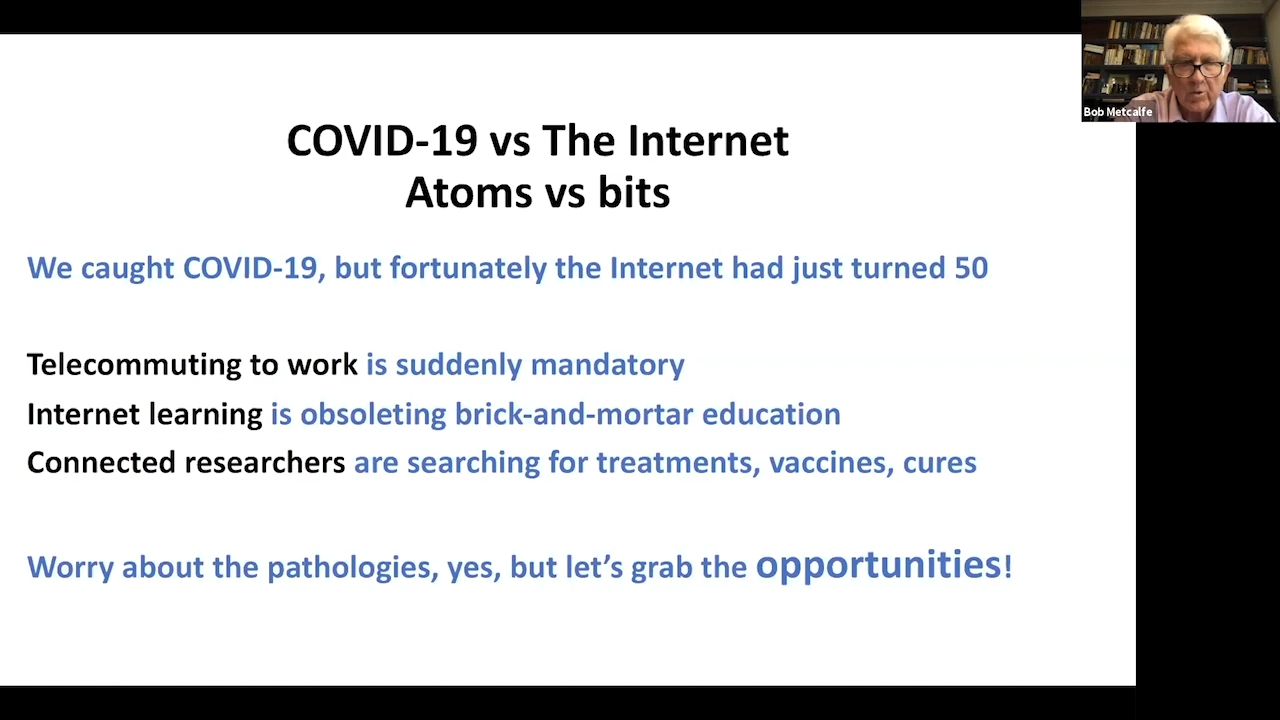 COVID-19 vs The Internet
Atoms vs bits
We caught COVID-19, but fortunately the Internet had just turned 50
Telecommuting to work is suddenly mandatory
Internet learning is obsoleting brick-and-mortar education
Connected researchers are searching for treatments, vaccines, cures
Worry about the pathologies, yes, but let’s grab the opportunities!
Bob Metcalfe